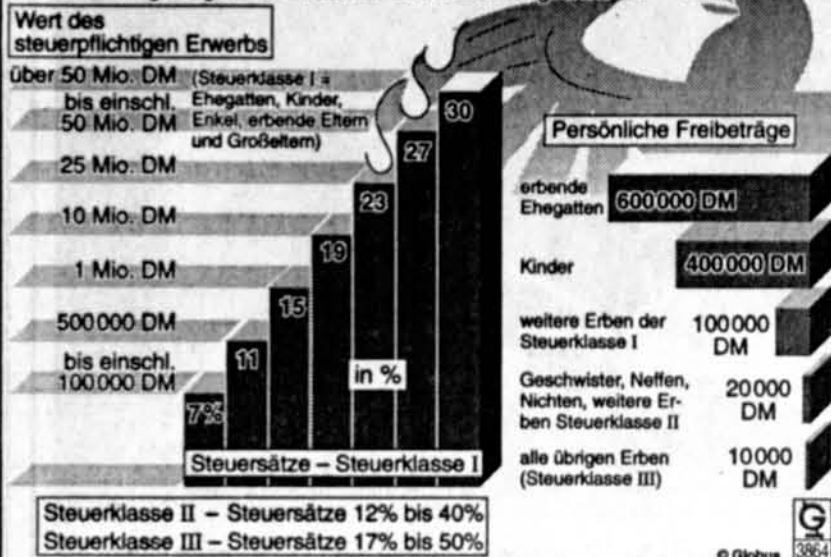 Wert des
steuerpflichtigen Erwerbs
über 50 Mio. DM
bis einschl.
50 Mio. DM
25 Mio. DM
10 Mio. DM
1 Mio. DM
500 000 DM
bis einschl.
100 000 DM
(Steuerklasse I =
Ehegatten, Kinder,
Enkel, erbende Eltern
und Großeltern)
7%
11
15
19
23
27
30
in %
Steuersätze – Steuerklasse I
Persönliche Freibeträge
erbende
Ehegatten
600 000 DM
Kinder
400 000 DM
weitere Erben der
Steuerklasse I
100 000
DM
Geschwister, Neffen,
Nichten, weitere Er-
ben Steuerklasse II
20 000
DM
alle übrigen Erben
(Steuerklasse III)
10 000
DM
Steuerklasse II – Steuersätze 12% bis 40%
Steuerklasse III – Steuersätze 17% bis 50%
© Globus
G